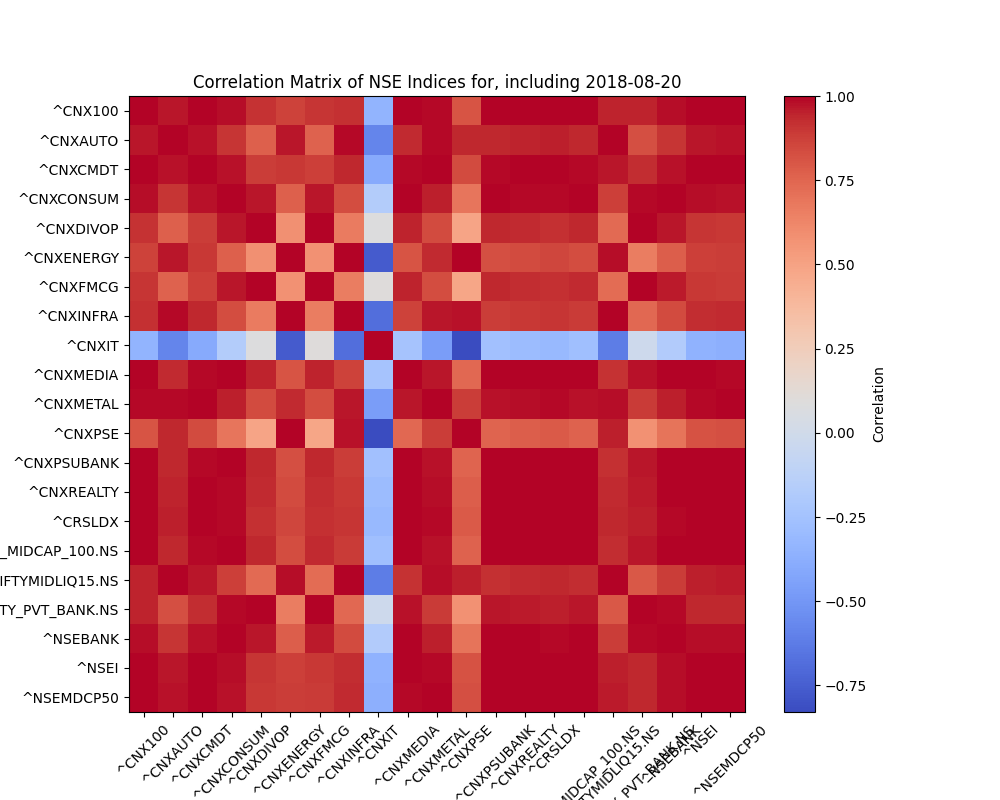 Correlation Matrix of NSE Indices for, including 2018-08-20
^CNX100
^CNXAUTO
^CNXCMDT
^CNXCONSUM
^CNXDIVOP
^CNXENERGY
^CNXFMCG
^CNXINFRA
^CNXIT
^CNXMEDIA
^CNXMETAL
^CNXPSE
^CNXPSUBANK
^CNXREALTY
^CRSLDX
_MIDCAP_100.NS
IFTYMIDLIQ15.NS
TY_PVT_BANK.NS
^NSEBANK
^NSEI
^NSEMDCP50
^CNX100
^CNXAUTO
^CNXCMDT
^CNXCONSUM
^CNXDIVOP
^CNXENERGY
^CNXFMCG
^CNXINFRA
^CNXIT
^CNXMEDIA
^CNXMETAL
^CNXPSE
^CNXPSUBANK
^CNXREALTY
^CRSLDX
MIDCAP_100.NS
TYMIDLIQ15.NS
_PVT_BANK.NS
^NSEBANK
^NSEI
^NSEMDCP50
1.00
0.75
0.50
0.25
0.00
−0.25
−0.50
−0.75
Correlation